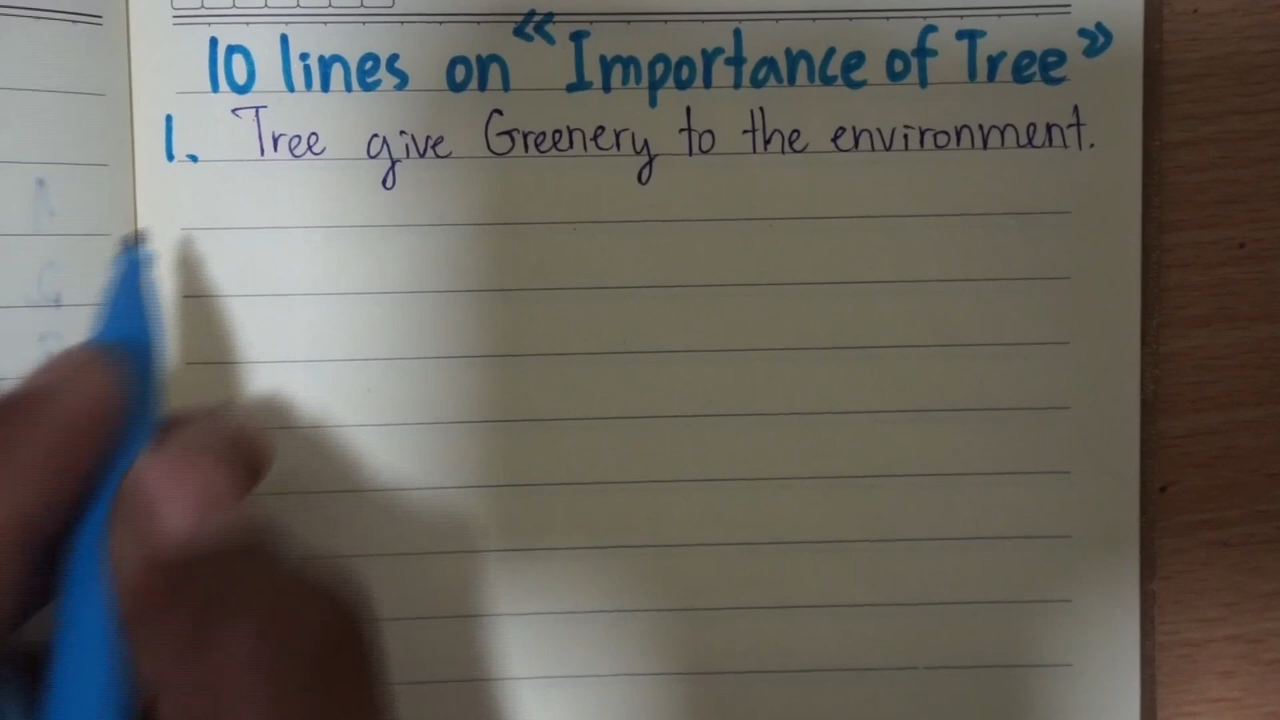 10 lines on "Importance of Tree"
1. Tree give Greenery to the environment.